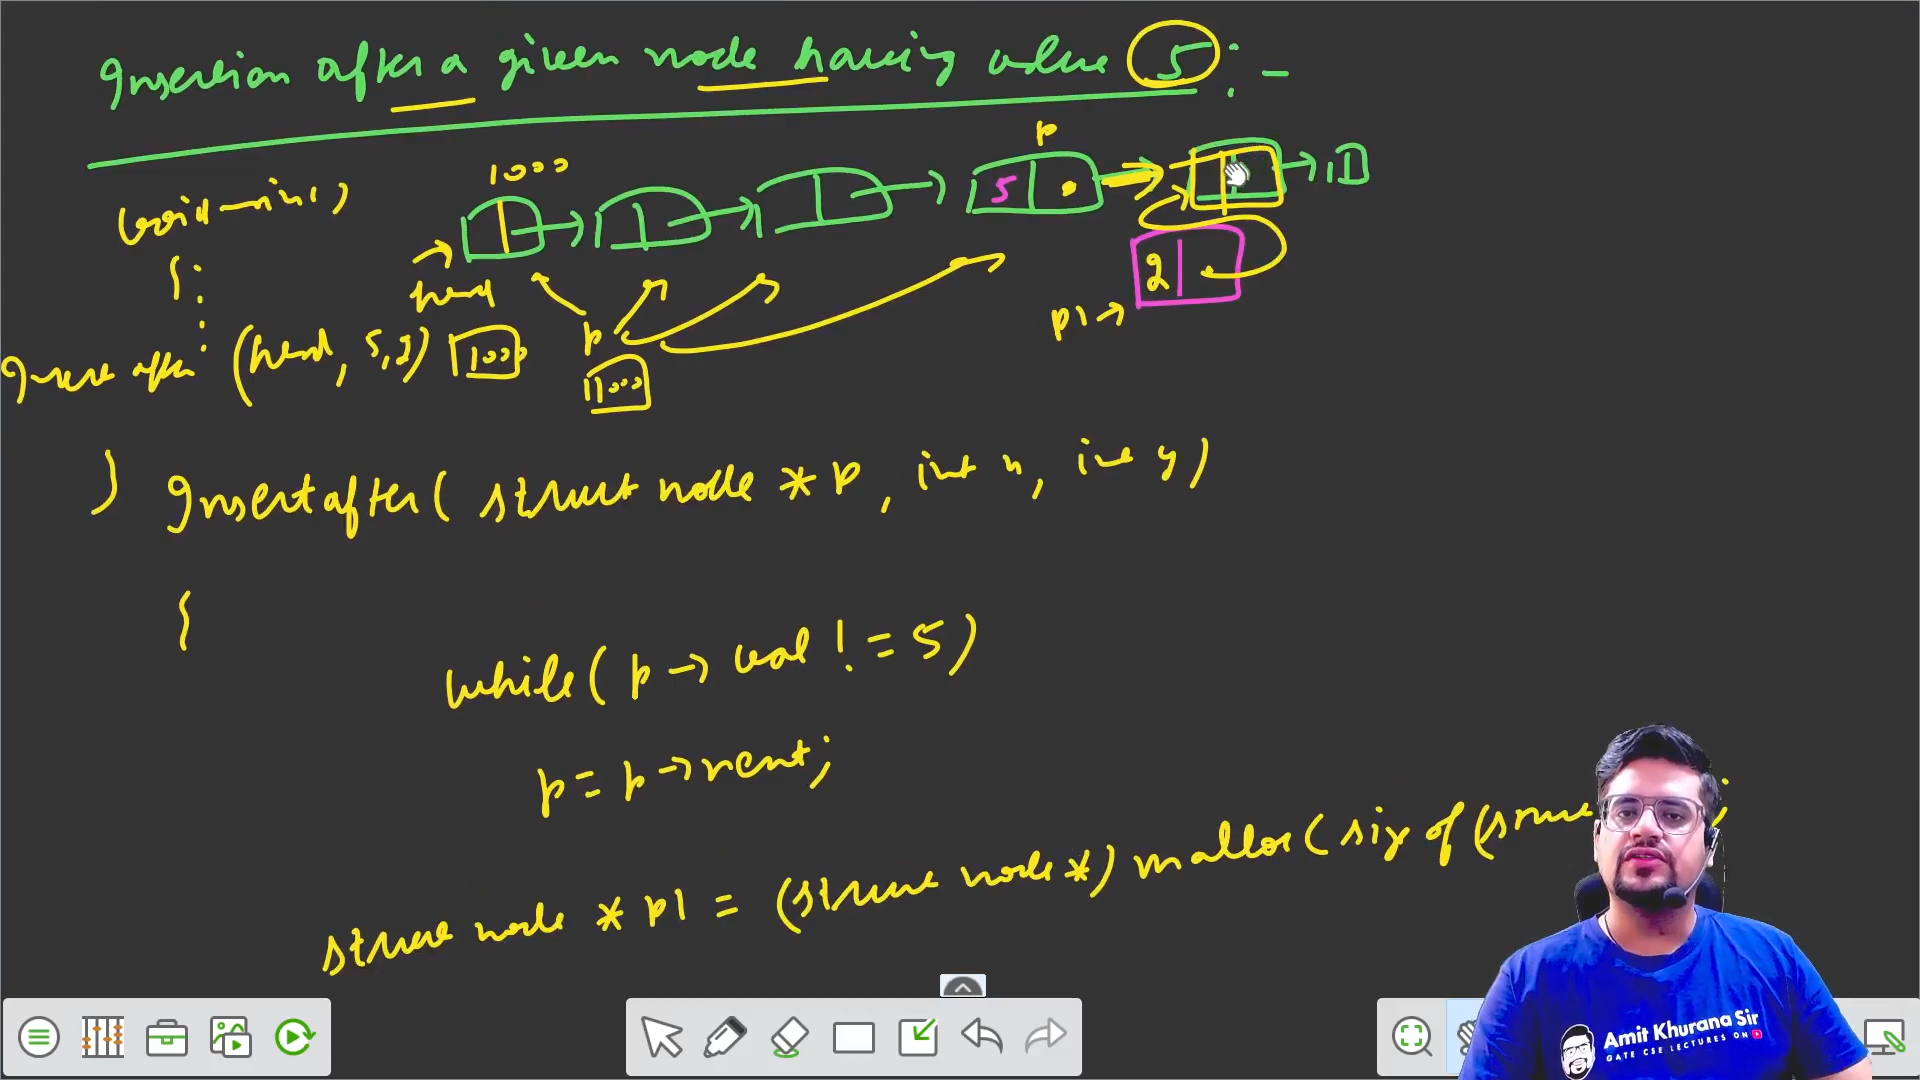 Insertion after a given node having value 5 : -
p
1000
void main()
5
head
{
2
p1 →
Insert after (head, 5, 2) 1000
p
1000
} Insertafter( struct node * p, int x, int y)
{
while( p → val ! = 5)
p = p → next;
struct node * p1 = (struct node *) malloc( size of (struct
;
Amit Khurana Sir
GATE CSE LECTURES ON